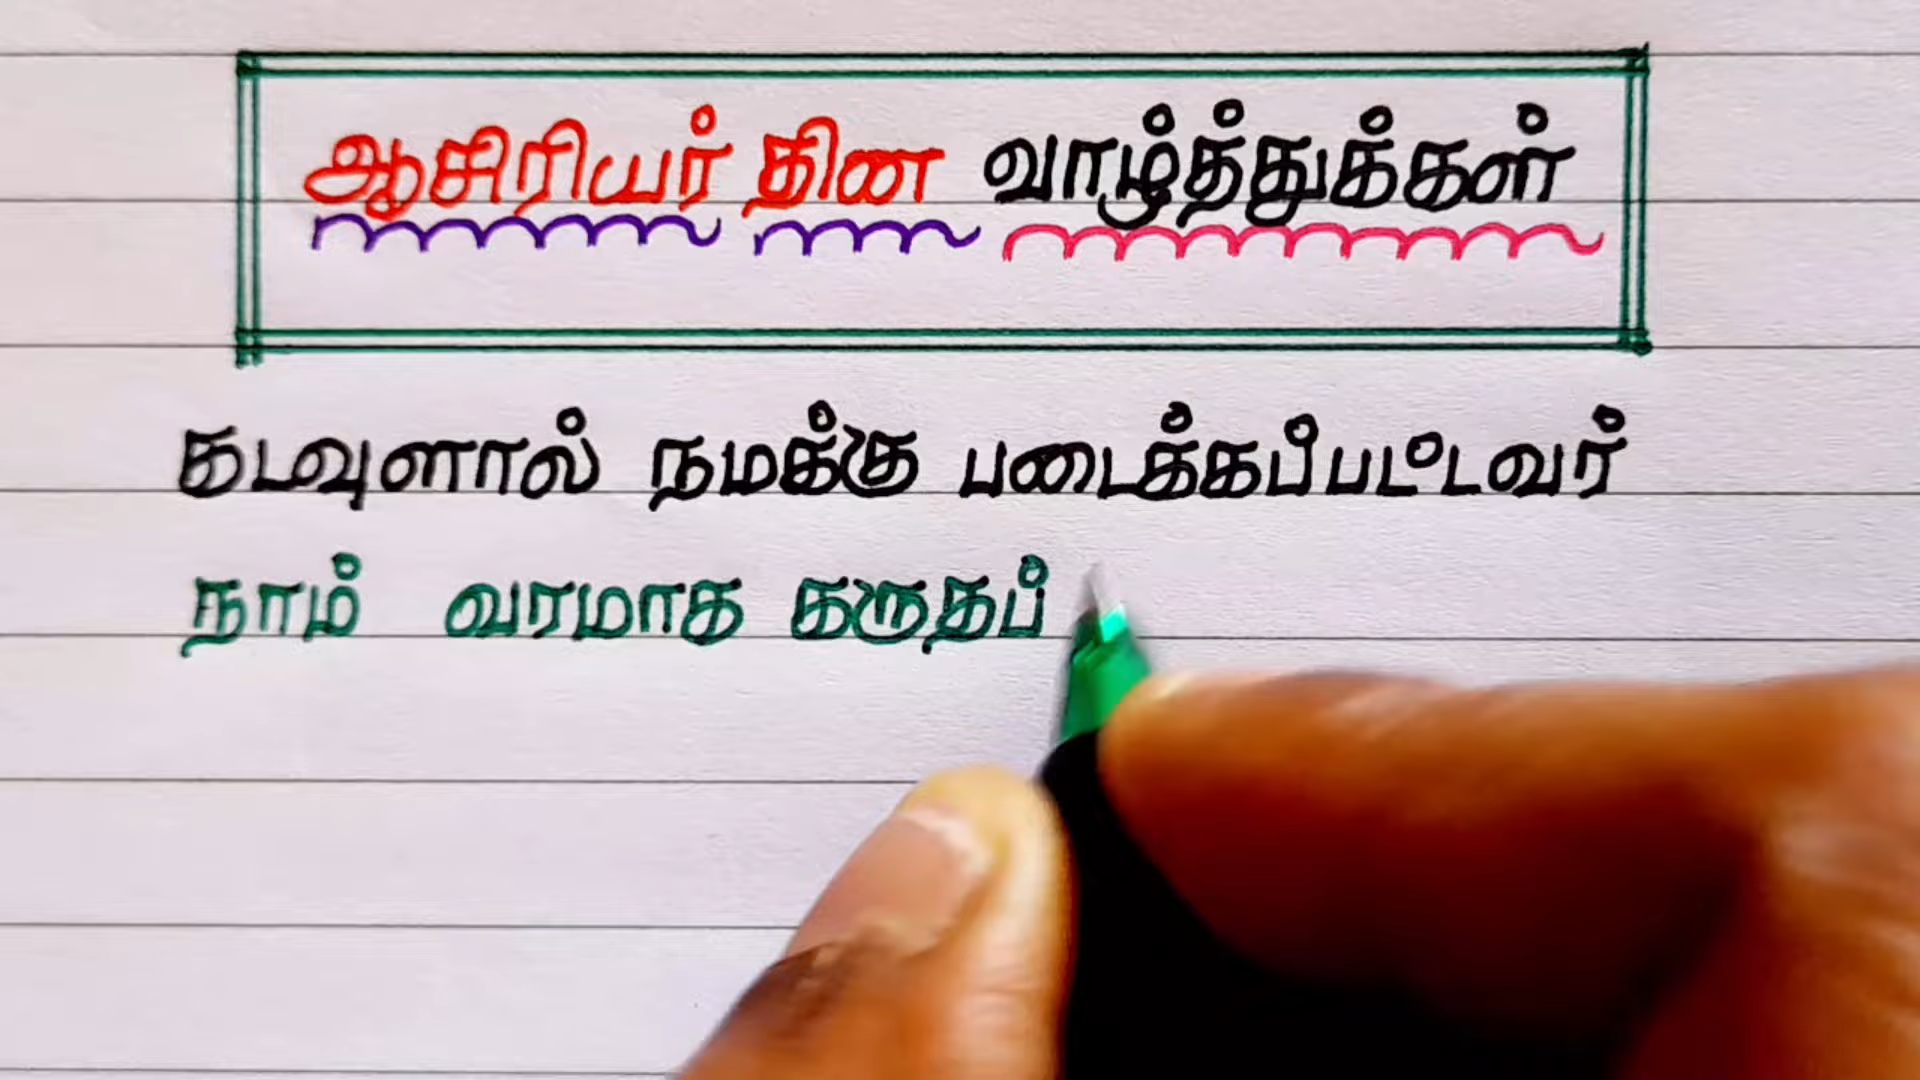 ஆசிரியர் தின வாழ்த்துக்கள்
கடவுளால் நமக்கு படைக்கப்பட்டவர்
நாம் வரமாக கருதப்